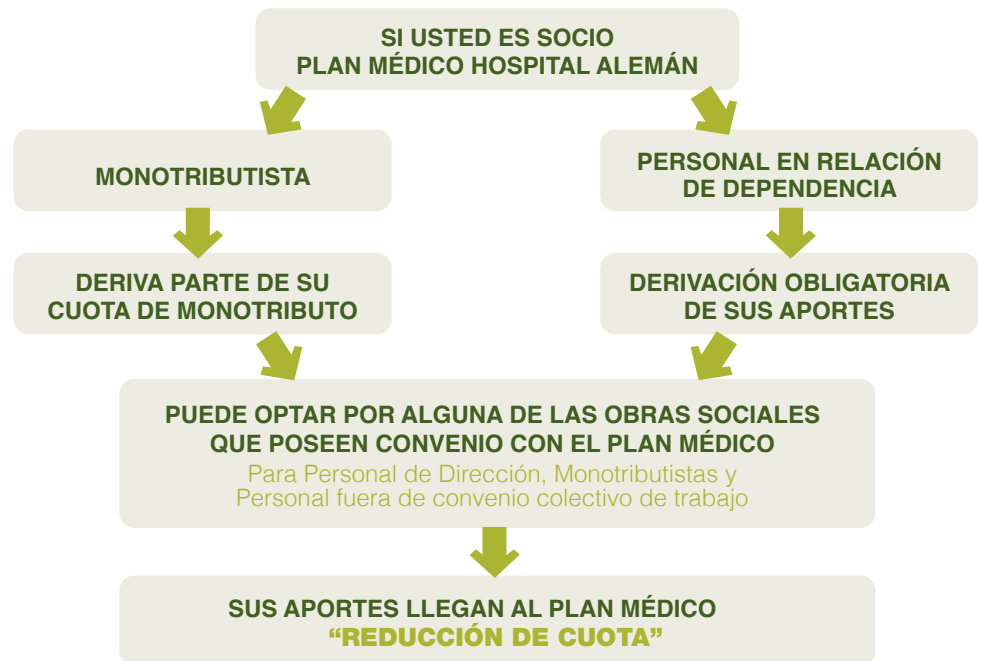 SI USTED ES SOCIO
PLAN MÉDICO HOSPITAL ALEMÁN
MONOTRIBUTISTA
PERSONAL EN RELACIÓN
DE DEPENDENCIA
DERIVA PARTE DE SU
CUOTA DE MONOTRIBUTO
DERIVACIÓN OBLIGATORIA
DE SUS APORTES
PUEDE OPTAR POR ALGUNA DE LAS OBRAS SOCIALES
QUE POSEEN CONVENIO CON EL PLAN MÉDICO
Para Personal de Dirección, Monotributistas y
Personal fuera de convenio colectivo de trabajo
SUS APORTES LLEGAN AL PLAN MÉDICO
“REDUCCIÓN DE CUOTA”